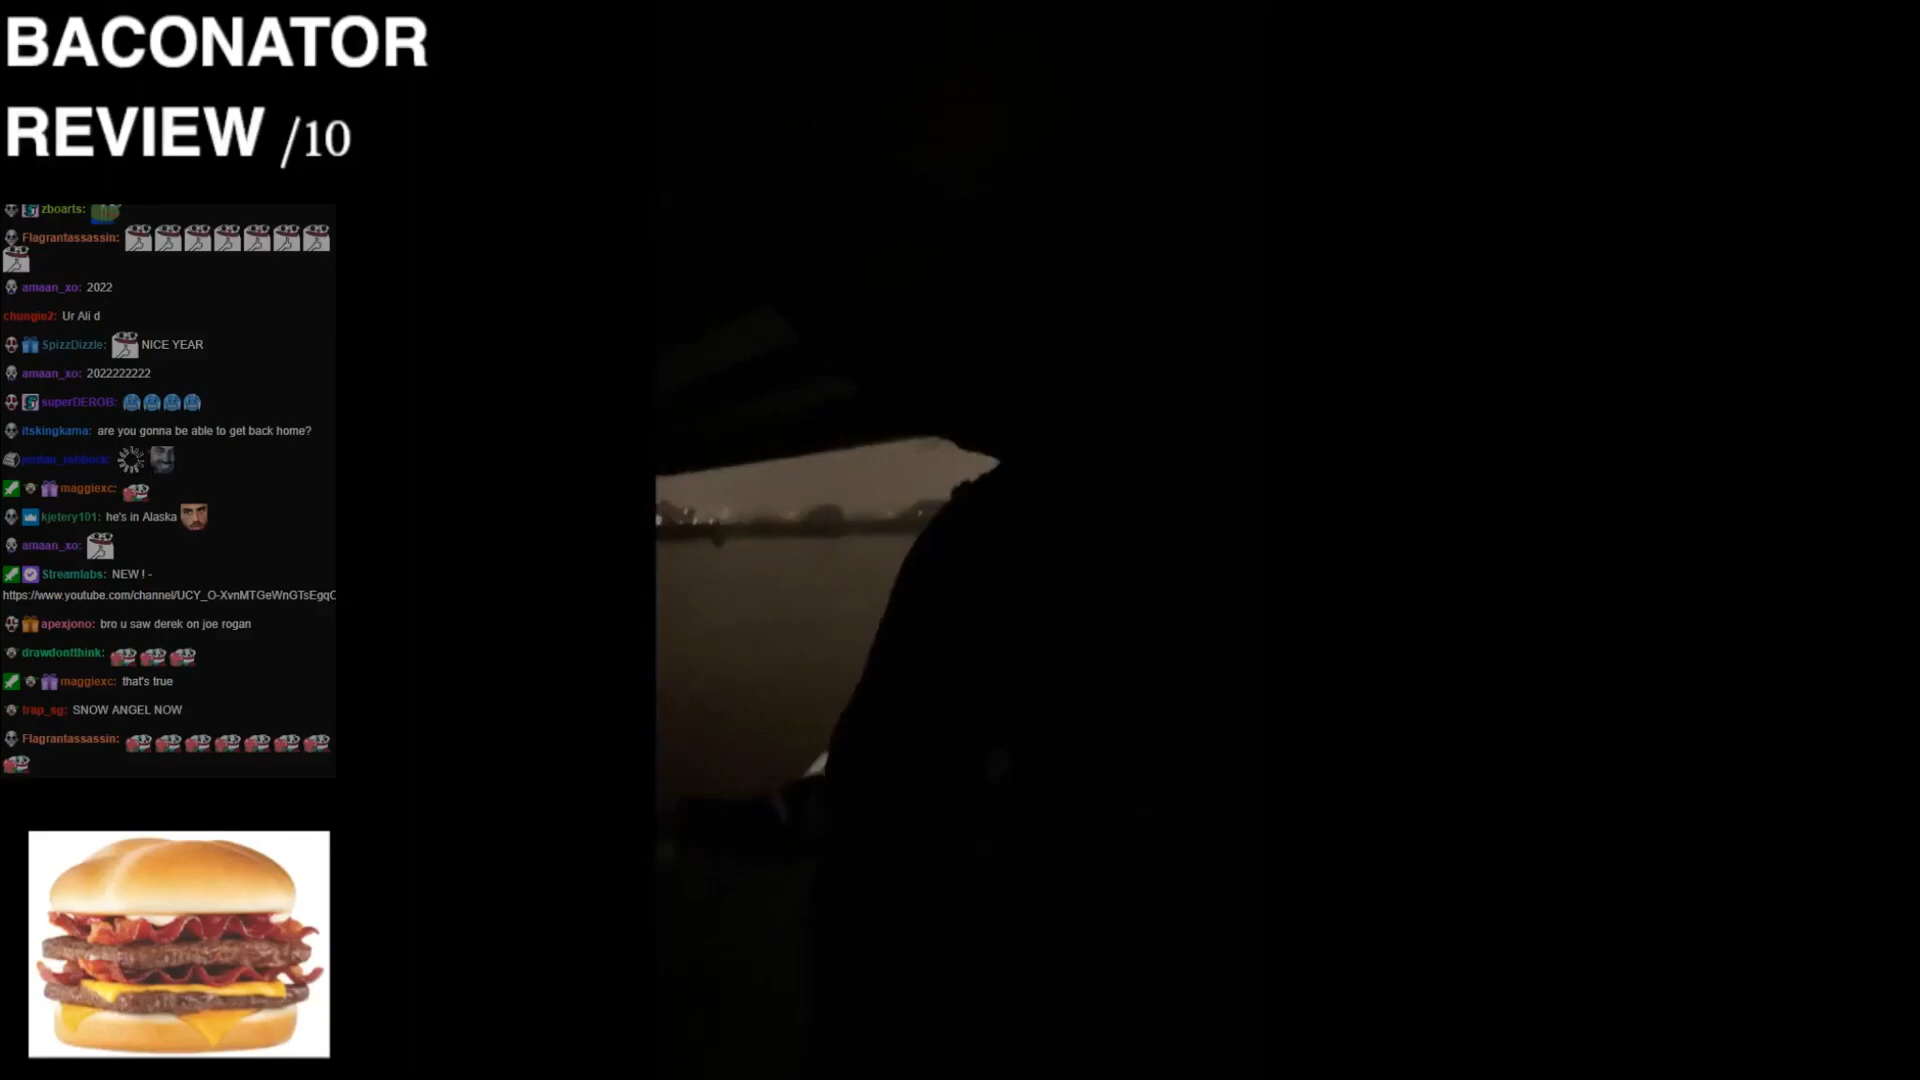 BACONATOR
REVIEW /10
zboarts:
Flagrantassassin:
amaan_xo: 2022
chungie2: Ur Ali d
SpizzDizzle: NICE YEAR
amaan_xo: 2022222222
superDEROB:
itskingkama: are you gonna be able to get back home?
maggiexc:
kjetery101: he's in Alaska
amaan_xo:
Streamlabs: NEW ! -
https://www.youtube.com/channel/UCY_O-XvnMTGeWnGTsEgqC
apexjono: bro u saw derek on joe rogan
drawdontthink:
maggiexc: that's true
trap_sg: SNOW ANGEL NOW
Flagrantassassin: